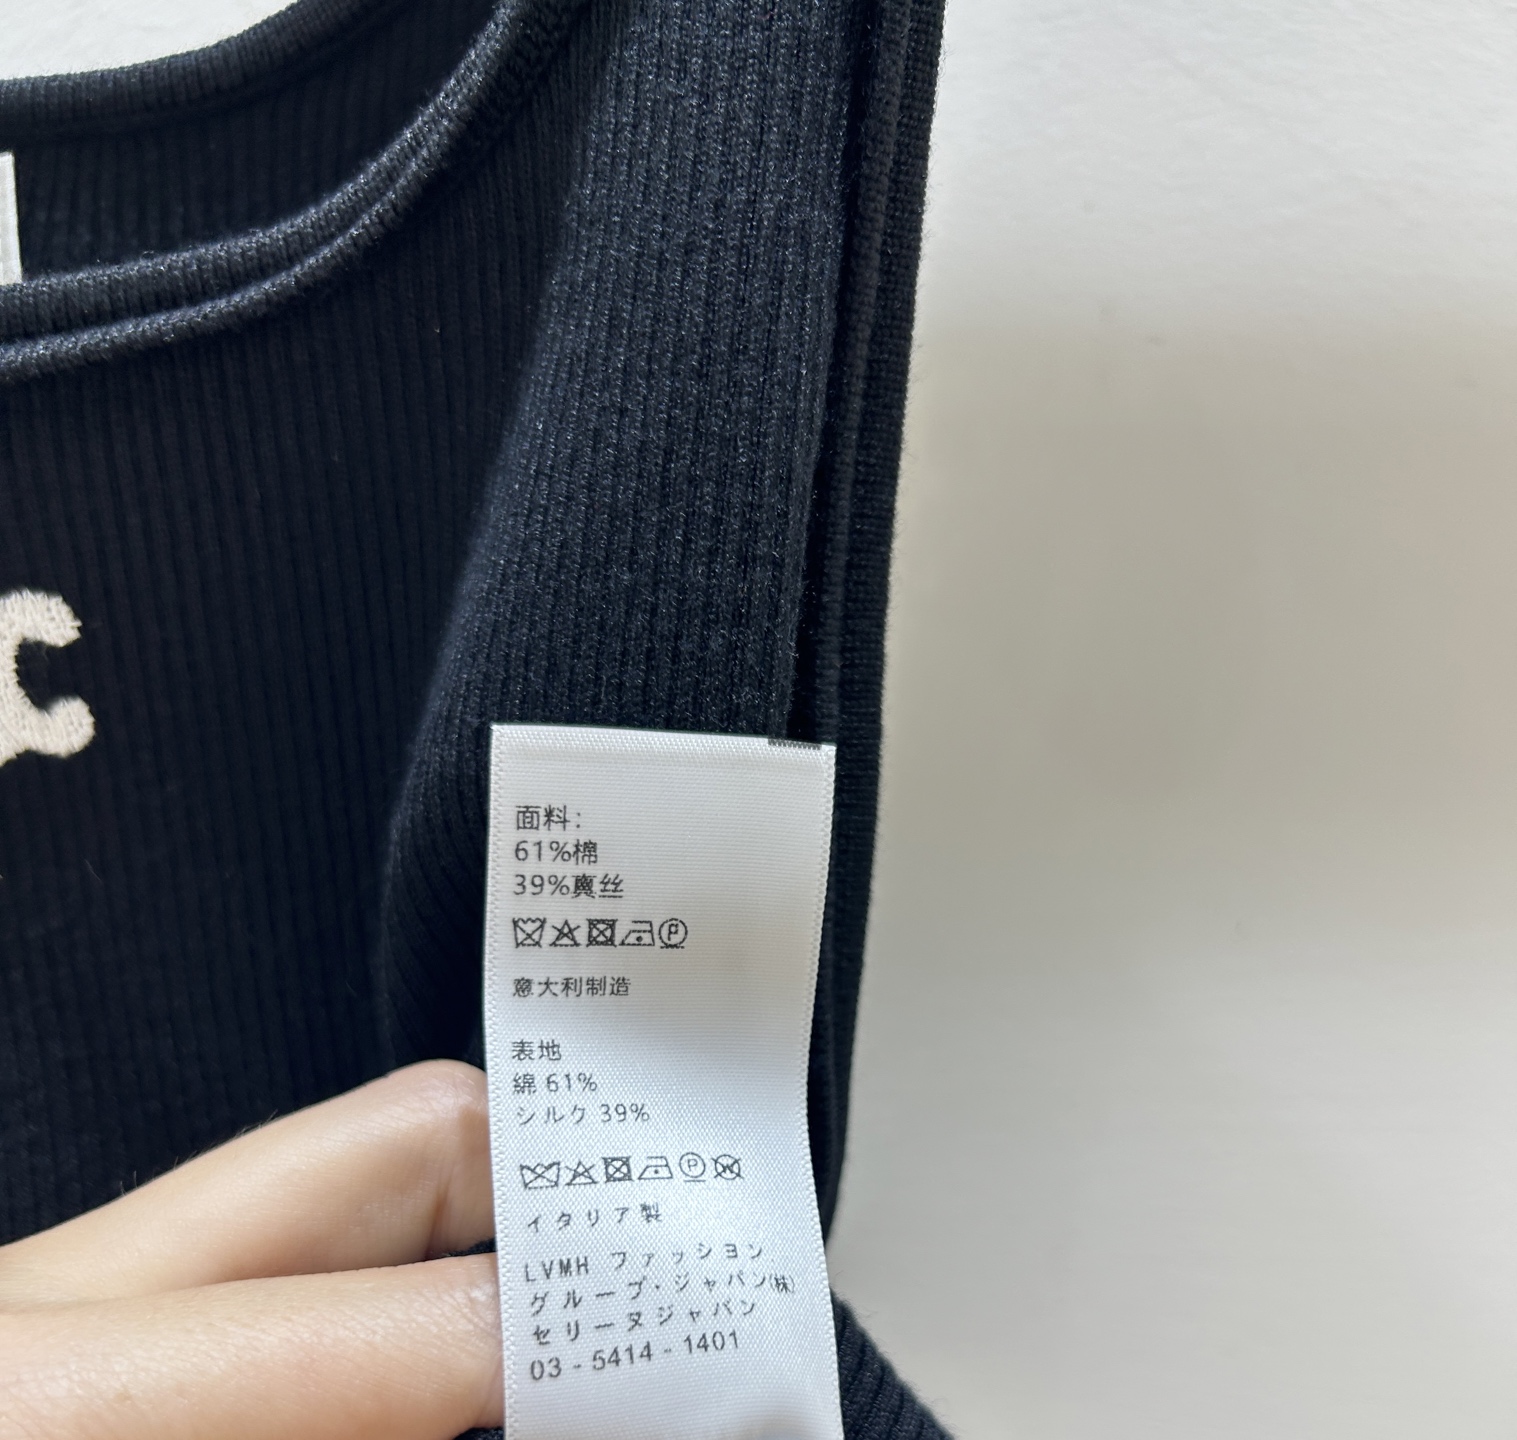 面料：
61%棉
39%真丝
意大利制造
表地
綿 61%
シルク 39%
イタリア製
LVMH ファッション
グループ・ジャパン㈱
セリーヌジャパン
03 - 5414 - 1401